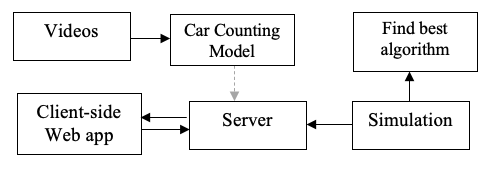 Videos
Car Counting
Model
Find best
algorithm
Client-side
Web app
Server
Simulation